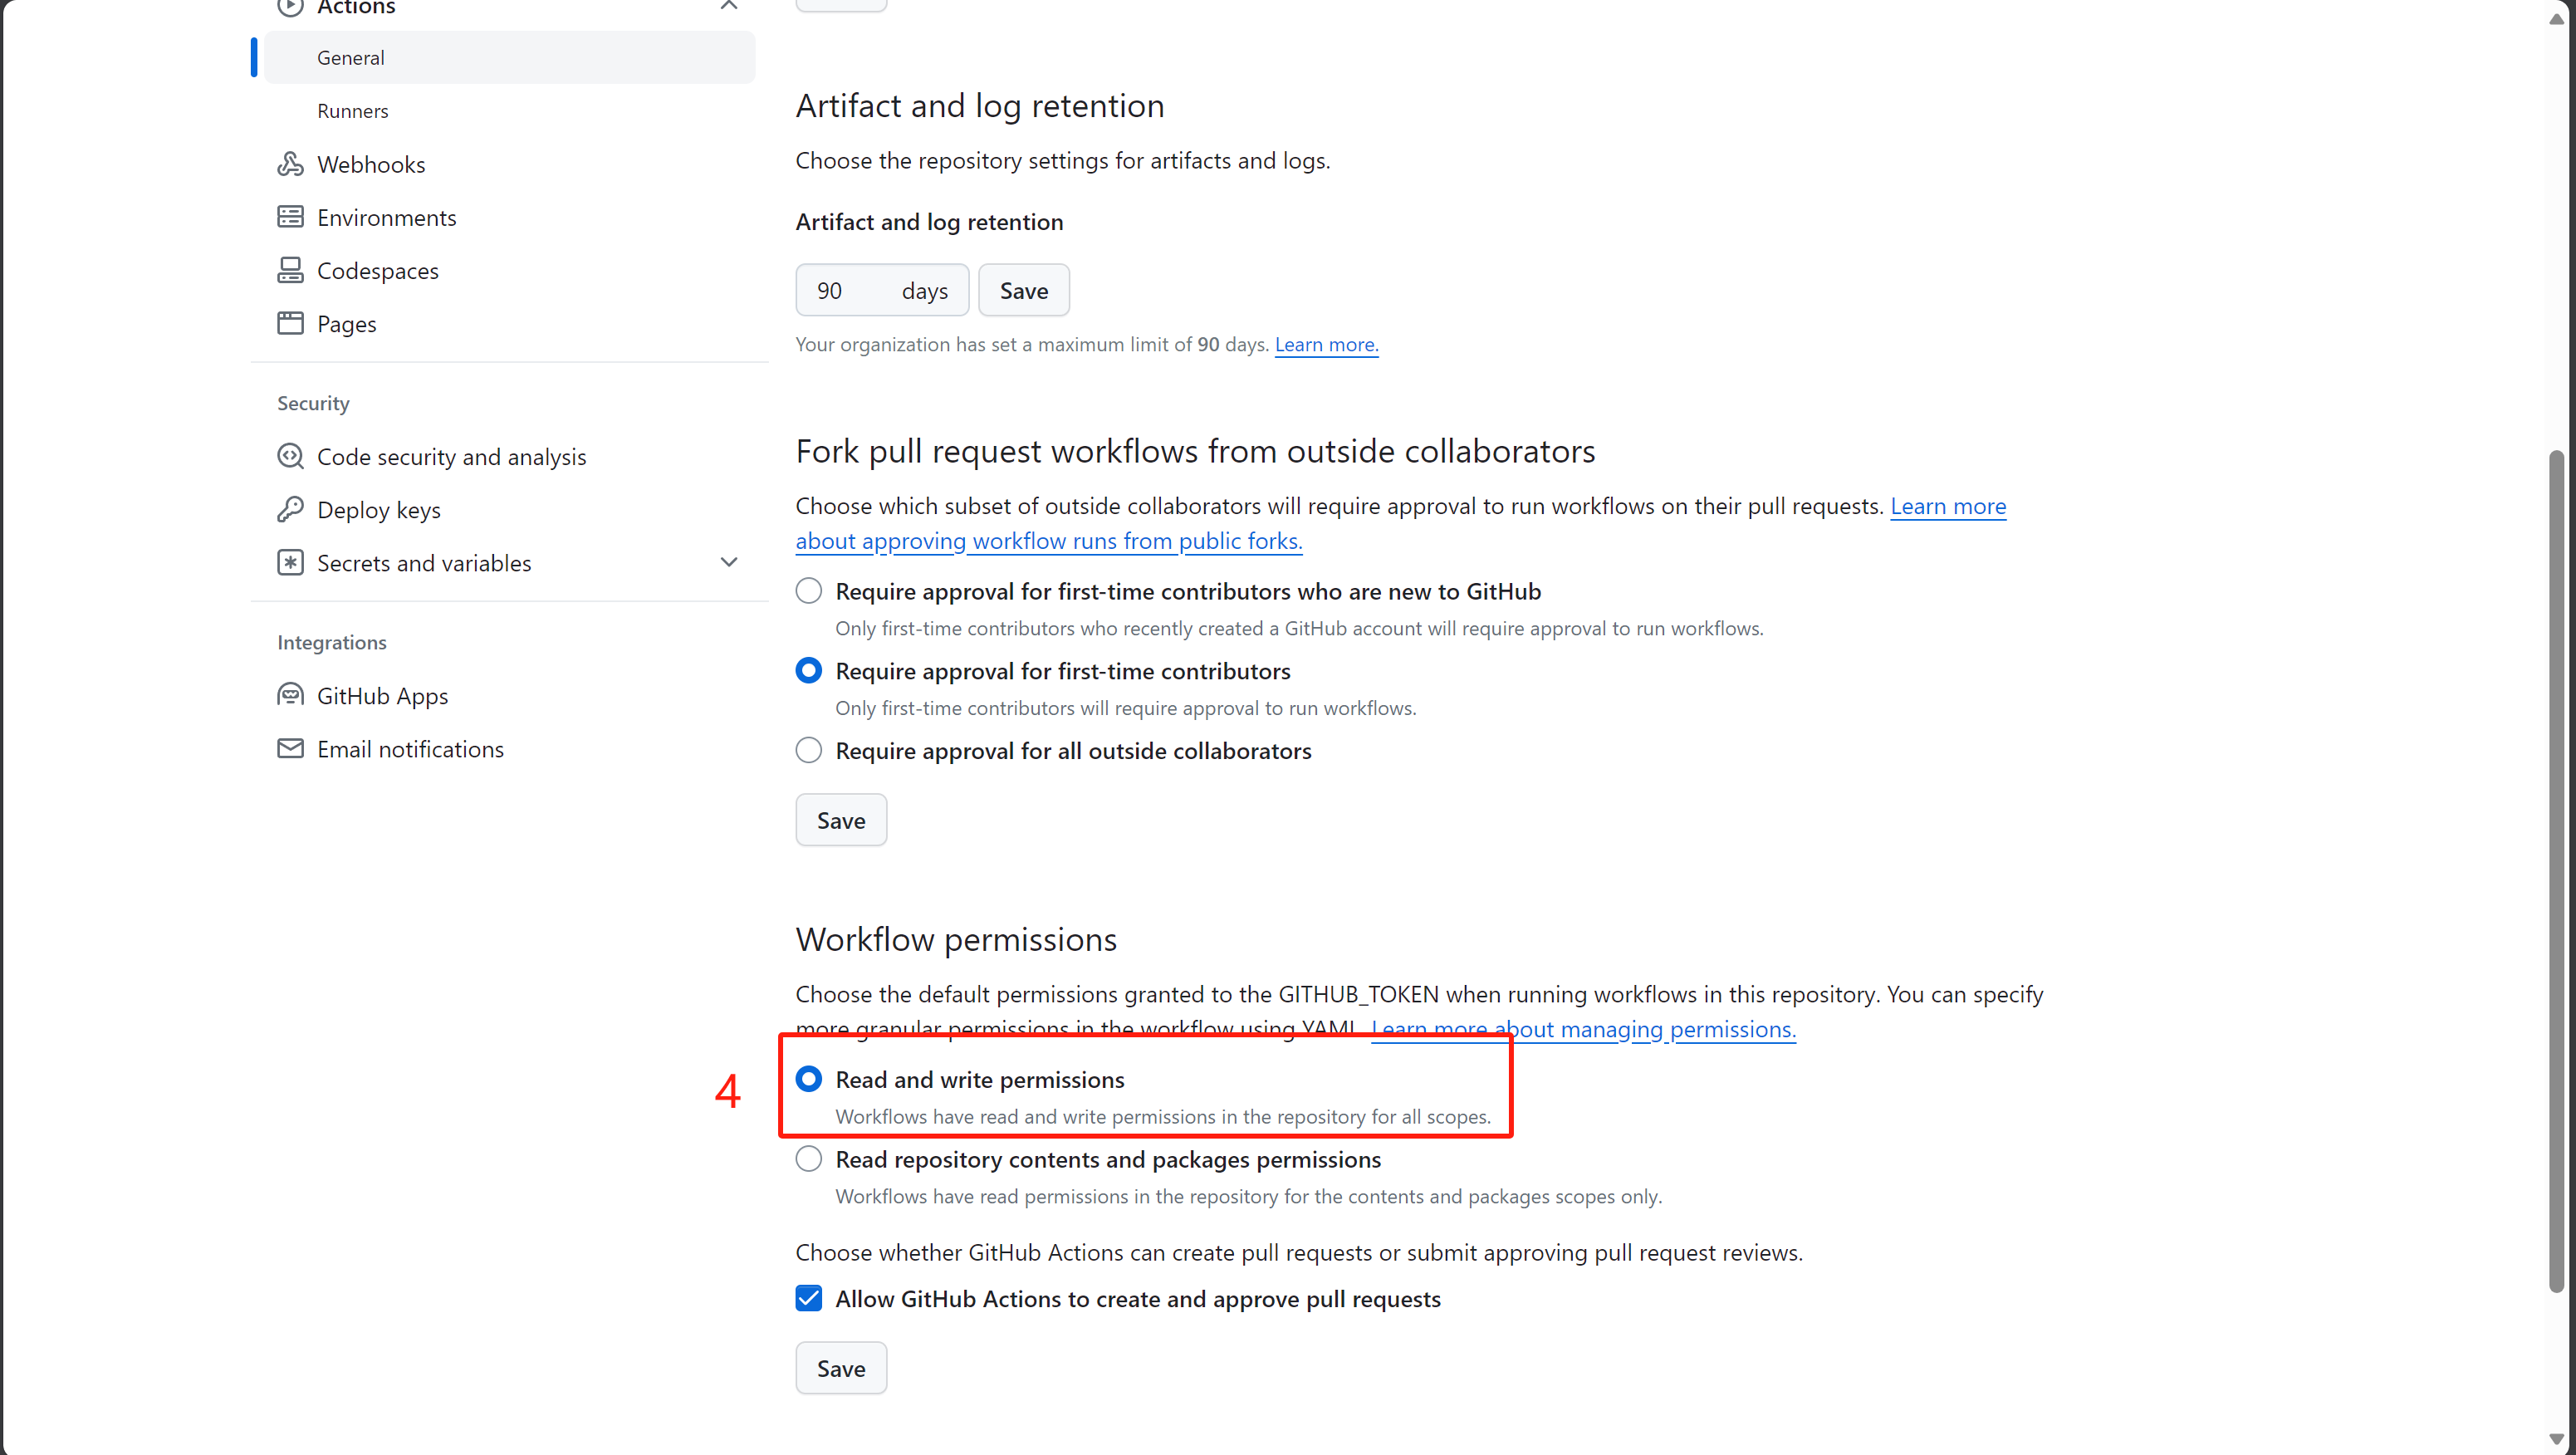 Actions
General
Runners
Webhooks
Environments
Codespaces
Pages
Security
Code security and analysis
Deploy keys
Secrets and variables
Integrations
GitHub Apps
Email notifications
Artifact and log retention
Choose the repository settings for artifacts and logs.
Artifact and log retention
90 days Save
Your organization has set a maximum limit of 90 days. Learn more.
Fork pull request workflows from outside collaborators
Choose which subset of outside collaborators will require approval to run workflows on their pull requests. Learn more
about approving workflow runs from public forks.
Require approval for first-time contributors who are new to GitHub
Only first-time contributors who recently created a GitHub account will require approval to run workflows.
Require approval for first-time contributors
Only first-time contributors will require approval to run workflows.
Require approval for all outside collaborators
Save
Workflow permissions
Choose the default permissions granted to the GITHUB_TOKEN when running workflows in this repository. You can specify
more granular permissions in the workflow using YAML. Learn more about managing permissions.
4
Read and write permissions
Workflows have read and write permissions in the repository for all scopes.
Read repository contents and packages permissions
Workflows have read permissions in the repository for the contents and packages scopes only.
Choose whether GitHub Actions can create pull requests or submit approving pull request reviews.
Allow GitHub Actions to create and approve pull requests
Save